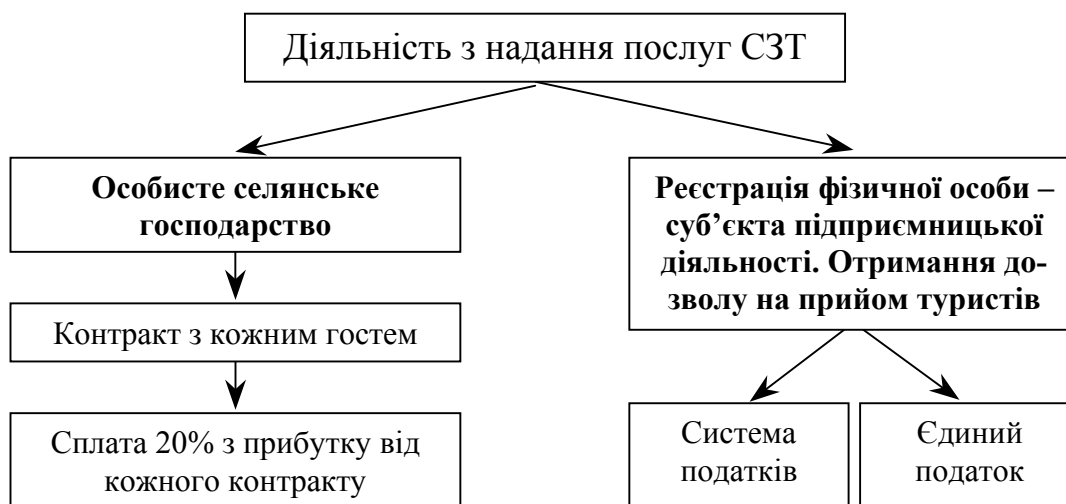 Діяльність з надання послуг СЗТ
Особисте селянське
господарство
Контракт з кожним гостем
Сплата 20% з прибутку від
кожного контракту
Реєстрація фізичної особи –
суб’єкта підприємницької
діяльності. Отримання до-
зволу на прийом туристів
Система
податків
Єдиний
податок